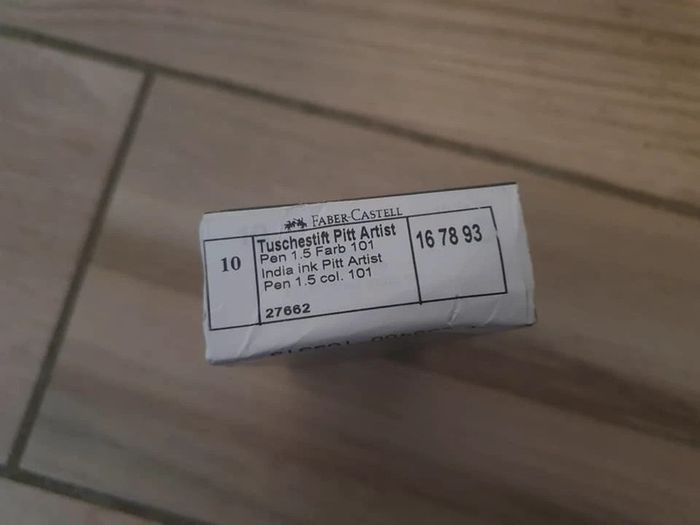 FABER-CASTELL
10
Tuschestift Pitt Artist
Pen 1.5 Farb 101
India ink Pitt Artist
Pen 1.5 col. 101
27662
16 78 93